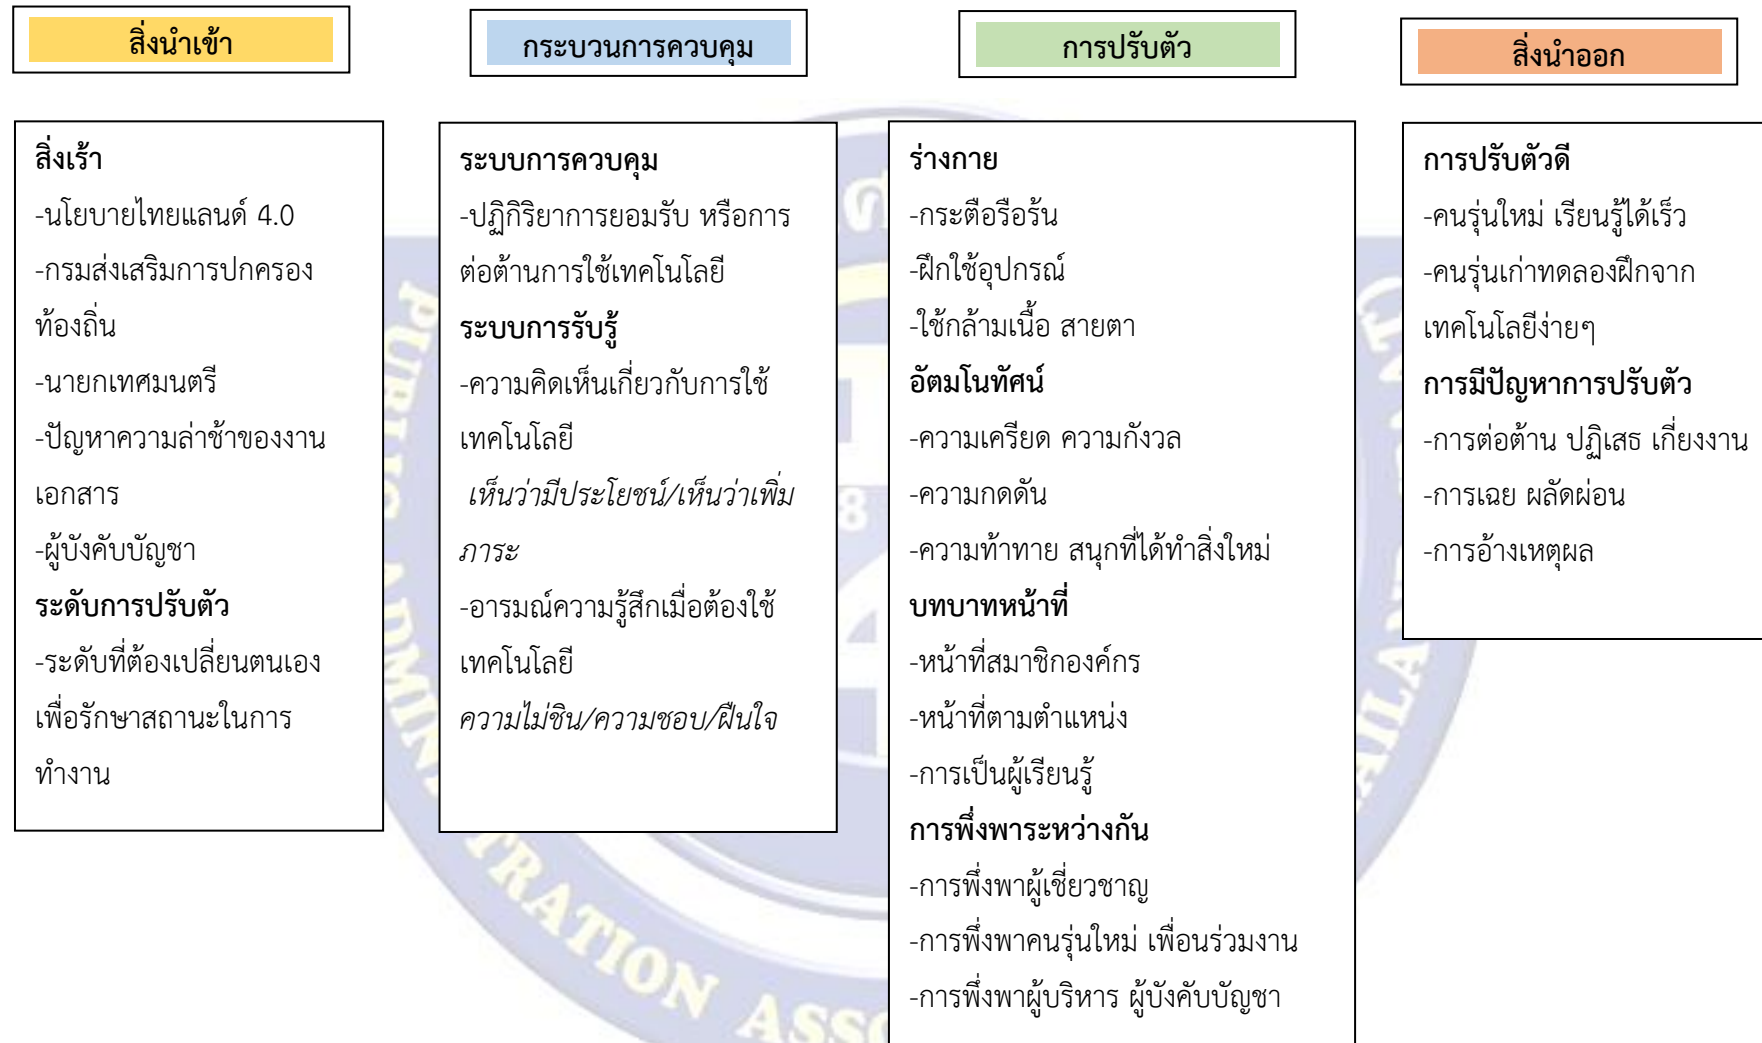 สิ่งนำเข้า
กระบวนการควบคุม
การปรับตัว
สิ่งนำออก
สิ่งเร้า
-นโยบายไทยแลนด์ 4.0
-กรมส่งเสริมการปกครอง
ท้องถิ่น
-นายกเทศมนตรี
-ปัญหาความล่าช้าของงาน
เอกสาร
-ผู้บังคับบัญชา
ระดับการปรับตัว
-ระดับที่ต้องเปลี่ยนตนเอง
เพื่อรักษาสถานะในการ
ทำงาน
ระบบการควบคุม
-ปฏิกิริยาการยอมรับ หรือการ
ต่อต้านการใช้เทคโนโลยี
ระบบการรับรู้
-ความคิดเห็นเกี่ยวกับการใช้
เทคโนโลยี
เห็นว่ามีประโยชน์/เห็นว่าเพิ่ม
ภาระ
-อารมณ์ความรู้สึกเมื่อต้องใช้
เทคโนโลยี
ความไม่ชิน/ความชอบ/ฝืนใจ
ร่างกาย
-กระตือรือร้น
-ฝึกใช้อุปกรณ์
-ใช้กล้ามเนื้อ สายตา
อัตมโนทัศน์
-ความเครียด ความกังวล
-ความกดดัน
-ความท้าทาย สนุกที่ได้ทำสิ่งใหม่
บทบาทหน้าที่
-หน้าที่สมาชิกองค์กร
-หน้าที่ตามตำแหน่ง
-การเป็นผู้เรียนรู้
การพึ่งพาระหว่างกัน
-การพึ่งพาผู้เชี่ยวชาญ
-การพึ่งพาคนรุ่นใหม่ เพื่อนร่วมงาน
-การพึ่งพาผู้บริหาร ผู้บังคับบัญชา
การปรับตัวดี
-คนรุ่นใหม่ เรียนรู้ได้เร็ว
-คนรุ่นเก่าทดลองฝึกจาก
เทคโนโลยีง่ายๆ
การมีปัญหาการปรับตัว
-การต่อต้าน ปฏิเสธ เกี่ยงงาน
-การเฉย ผลัดผ่อน
-การอ้างเหตุผล